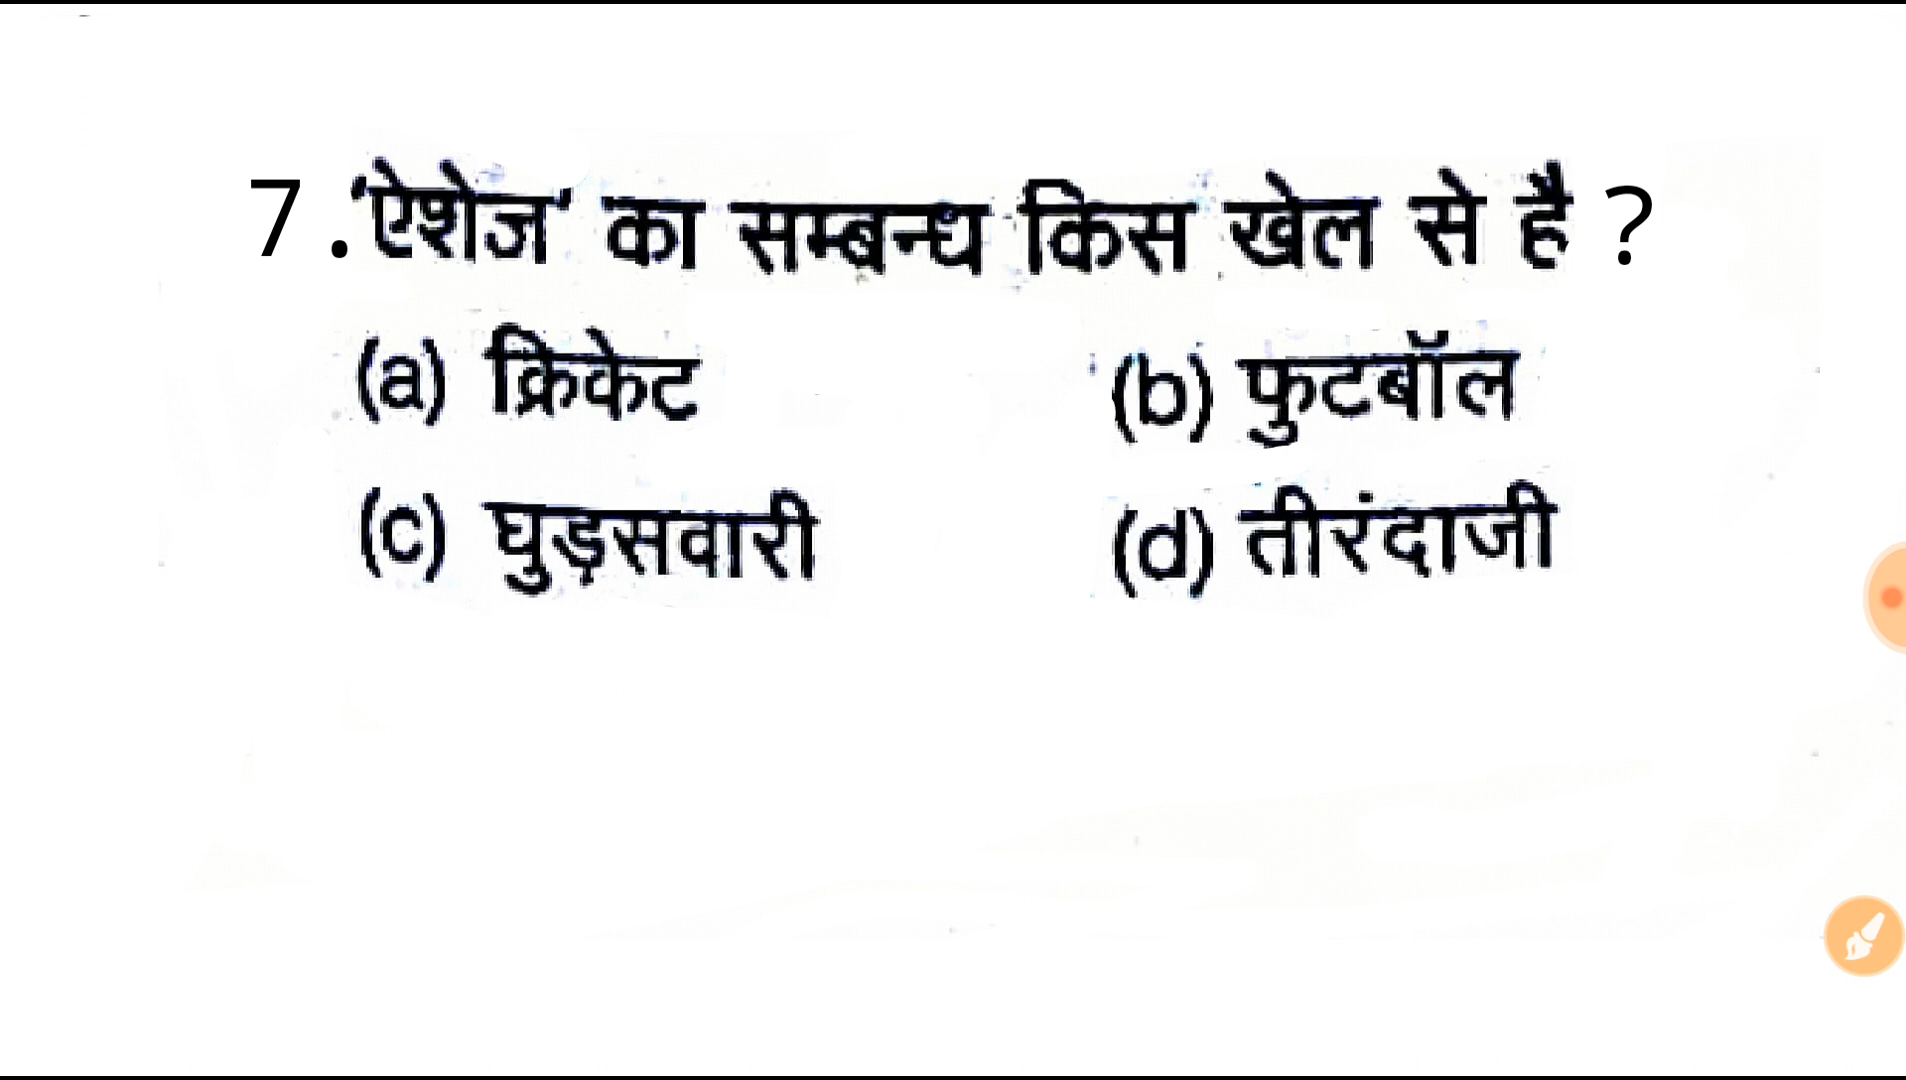 7 .'ऐशेज' का सम्बन्ध किस खेल से है ?
(a) क्रिकेट (b) फुटबॉल
(c) घुड़सवारी (d) तीरंदाजी